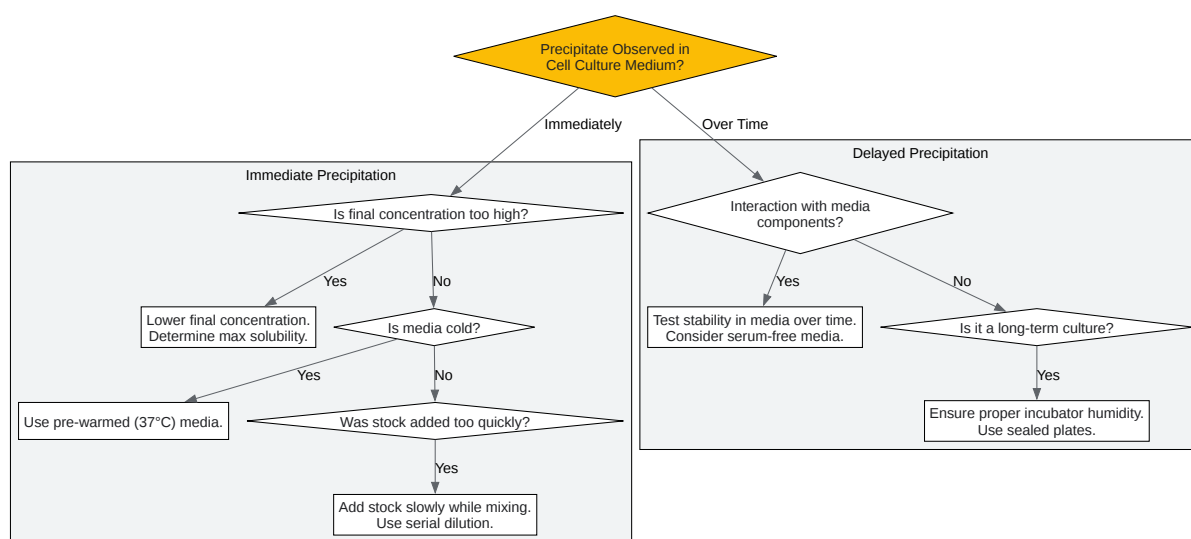 Precipitate Observed in
Cell Culture Medium?
Immediately
Over Time
Immediate Precipitation
Is final concentration too high?
Yes
No
Lower final concentration.
Determine max solubility.
Is media cold?
Yes
No
Use pre-warmed (37°C) media.
Was stock added too quickly?
Yes
Add stock slowly while mixing.
Use serial dilution.
Delayed Precipitation
Interaction with media
components?
Yes
No
Test stability in media over time.
Consider serum-free media.
Is it a long-term culture?
Yes
Ensure proper incubator humidity.
Use sealed plates.